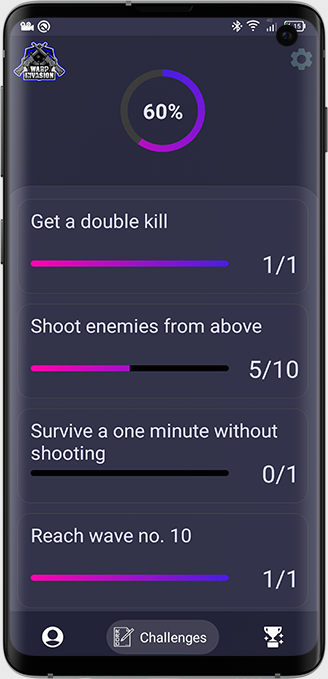 15
WARP
INVASION
60%
Get a double kill
1/1
Shoot enemies from above
5/10
Survive a one minute without
shooting
0/1
Reach wave no. 10
1/1
Challenges